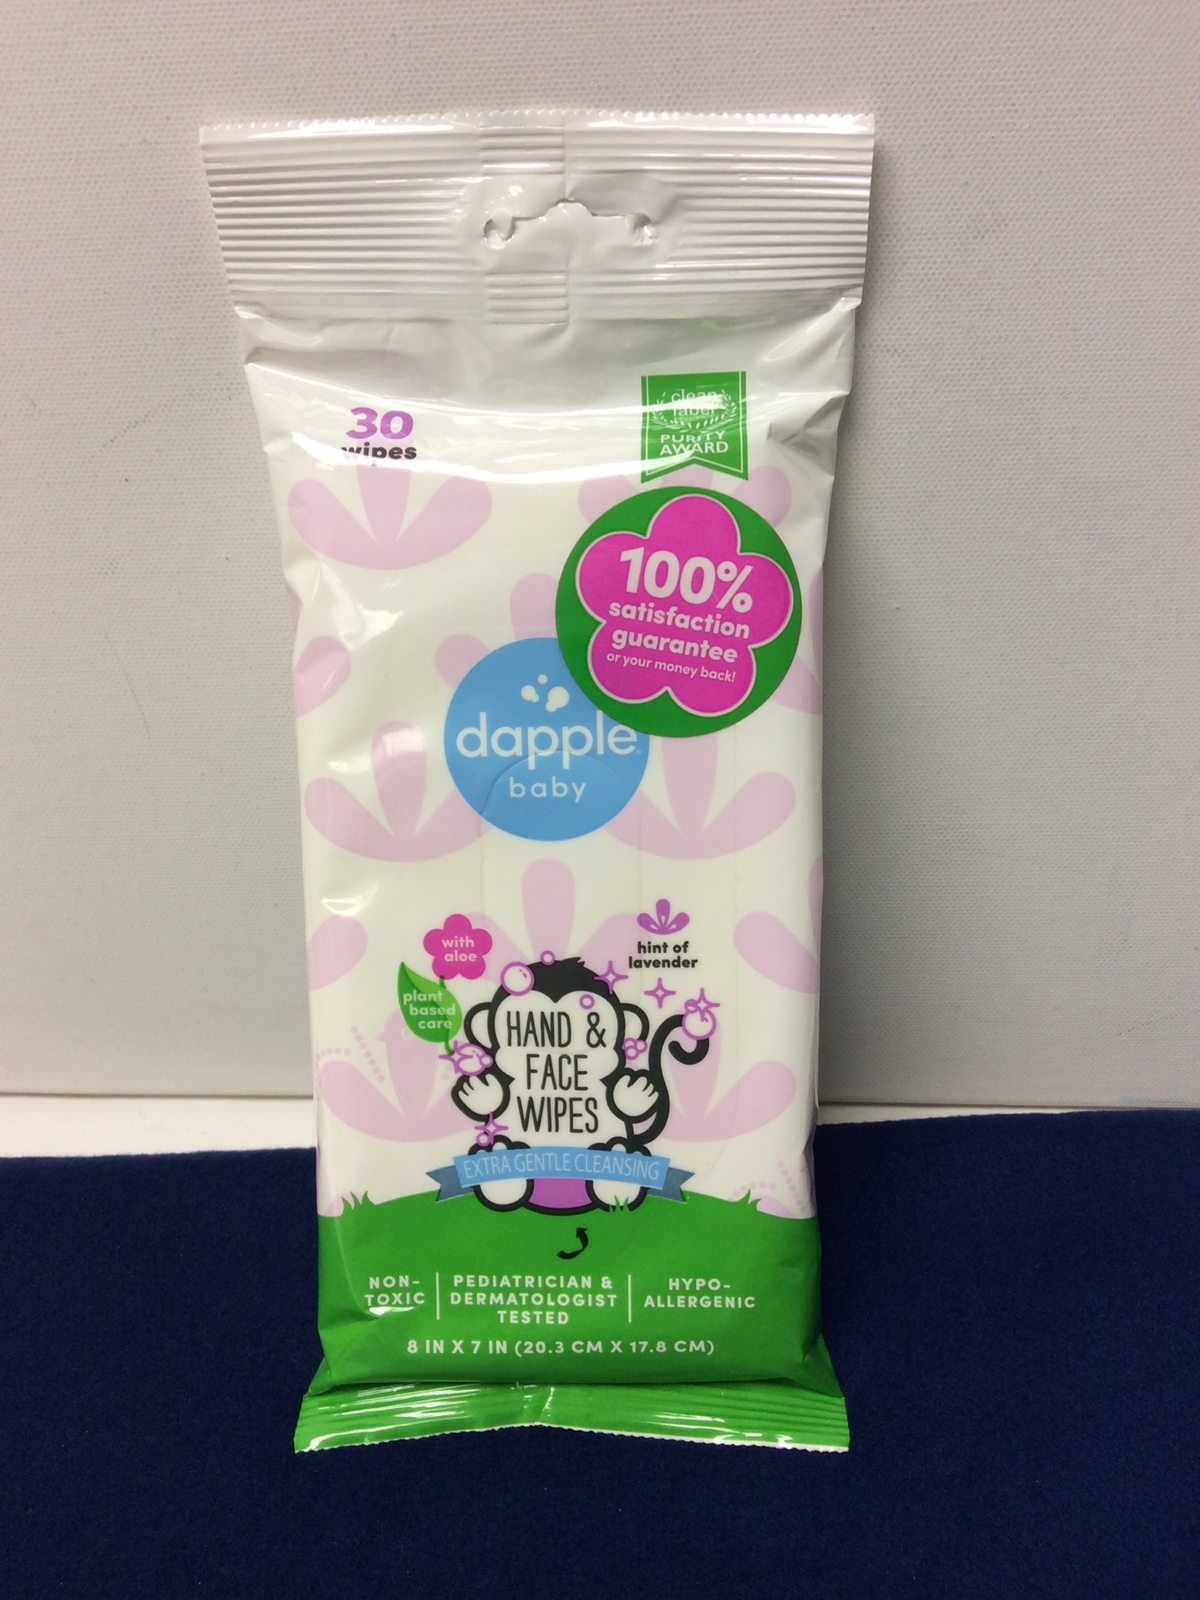 30
wipes
clean
label
PURITY
AWARD
100%
satisfaction
guarantee
or your money back!
dapple
baby
with
aloe
hint of
lavender
plant
based
care
HAND &
FACE
WIPES
EXTRA GENTLE CLEANSING
NON-
TOXIC
PEDIATRICIAN &
DERMATOLOGIST
TESTED
HYPO-
ALLERGENIC
8 IN X 7 IN (20.3 CM X 17.8 CM)